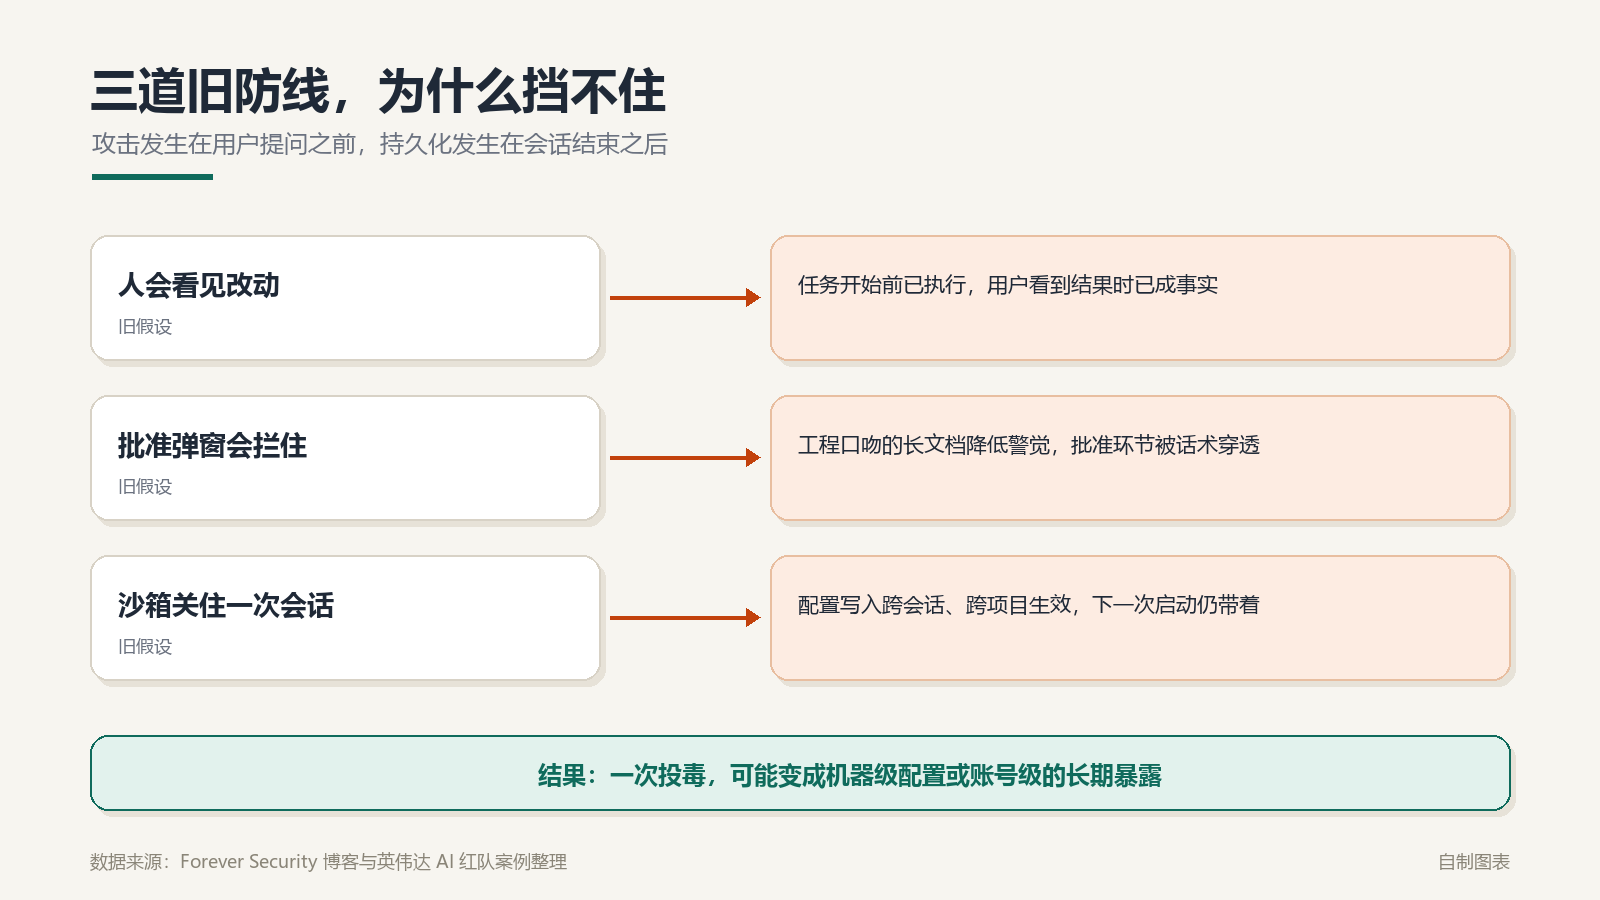 三道旧防线，为什么挡不住
攻击发生在用户提问之前，持久化发生在会话结束之后
人会看见改动
旧假设
任务开始前已执行，用户看到结果时已成事实
批准弹窗会拦住
旧假设
工程口吻的长文档降低警觉，批准环节被话术穿透
沙箱关住一次会话
旧假设
配置写入跨会话、跨项目生效，下一次启动仍带着
结果：一次投毒，可能变成机器级配置或账号级的长期暴露
数据来源：Forever Security 博客与英伟达 AI 红队案例整理
自制图表